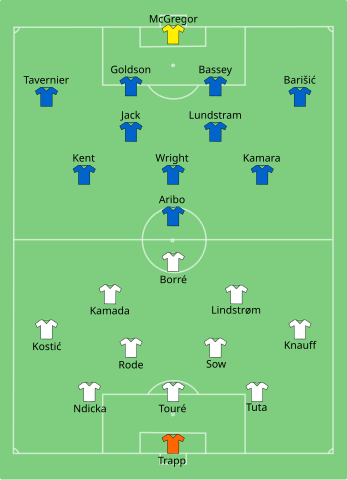 McGregor
Goldson Bassey
Tavernier Barišić
Jack Lundstram
Kent Wright Kamara
Aribo
Borré
Kamada Lindstrøm
Kostić Knauff
Rode Sow
Ndicka Touré Tuta
Trapp